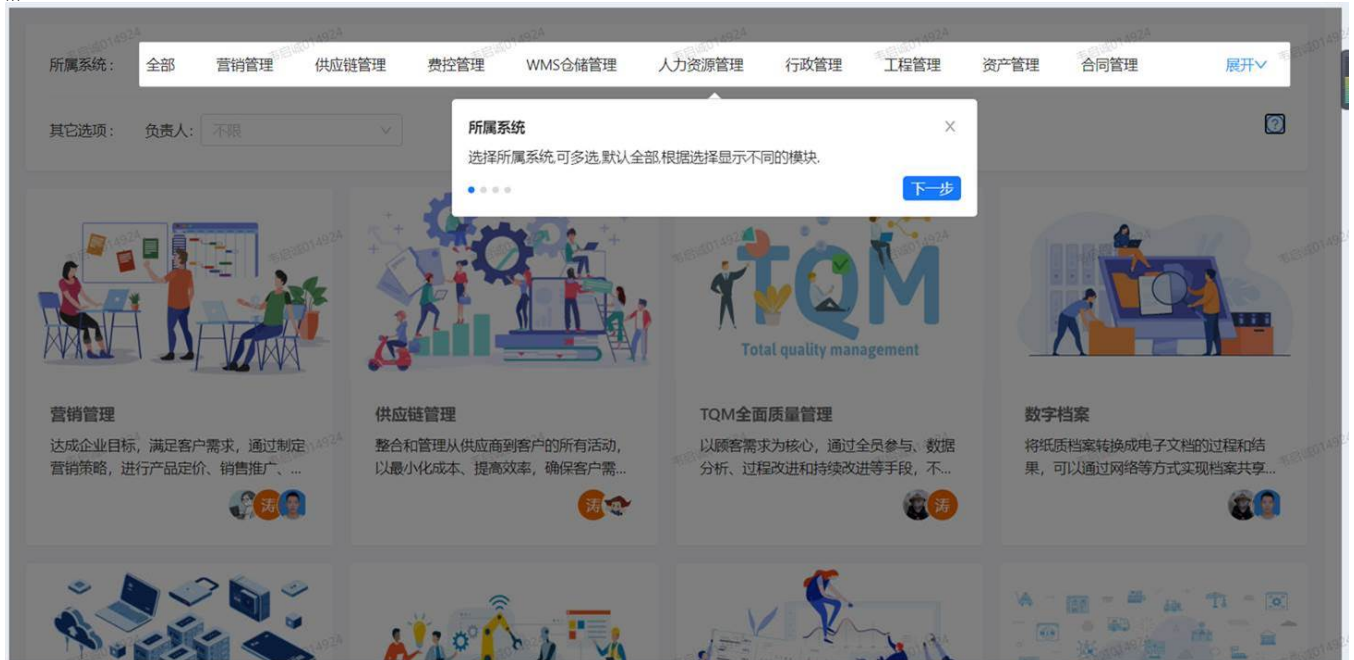 所属系统：
全部 营销管理 供应链管理 费控管理 WMS仓储管理 人力资源管理 行政管理 工程管理 资产管理 合同管理 展开
其它选项： 负责人： 不限
所属系统
选择所属系统,可多选,默认全部,根据选择显示不同的模块.
下一步
TQM
Total quality management
营销管理
达成企业目标，满足客户需求，通过制定
营销策略，进行产品定价、销售推广、...
涛
供应链管理
整合和管理从供应商到客户的所有活动，
以最小化成本、提高效率，确保客户需...
涛
TQM全面质量管理
以顾客需求为核心，通过全员参与、数据
分析、过程改进和持续改进等手段，不...
涛
数字档案
将纸质档案转换成电子文档的过程和结
果，可以通过网络等方式实现档案共享...